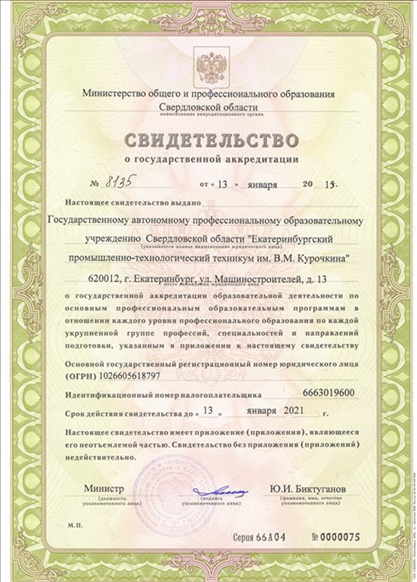 Министерство общего и профессионального образования
Свердловской области
наименование аккредитационного органа
СВИДЕТЕЛЬСТВО
о государственной аккредитации
№ 8135 от « 13 » января 20 15 г.
Настоящее свидетельство выдано
Государственному автономному профессиональному образовательному
(указываются полное наименование юридического лица)
учреждению Свердловской области "Екатеринбургский
промышленно-технологический техникум им. В.М. Курочкина"
620012, г. Екатеринбург, ул. Машиностроителей, д. 13
место нахождения юридического лица
о государственной аккредитации образовательной деятельности по
основным профессиональным образовательным программам в
отношении каждого уровня профессионального образования по каждой
укрупненной группе профессий, специальностей и направлений
подготовки, указанным в приложении к настоящему свидетельству
Основной государственный регистрационный номер юридического лица
(ОГРН) 1026605618797
Идентификационный номер налогоплательщика 6663019600
Срок действия свидетельства до « 13 » января 2021 г.
Настоящее свидетельство имеет приложение (приложения), являющееся
его неотъемлемой частью. Свидетельство без приложения (приложений)
недействительно.
Министр Ю.И. Биктуганов
(должность (подпись (фамилия, имя, отчество
уполномоченного лица) уполномоченного лица) уполномоченного лица)
М.П.
Серия 66А04 № 0000075